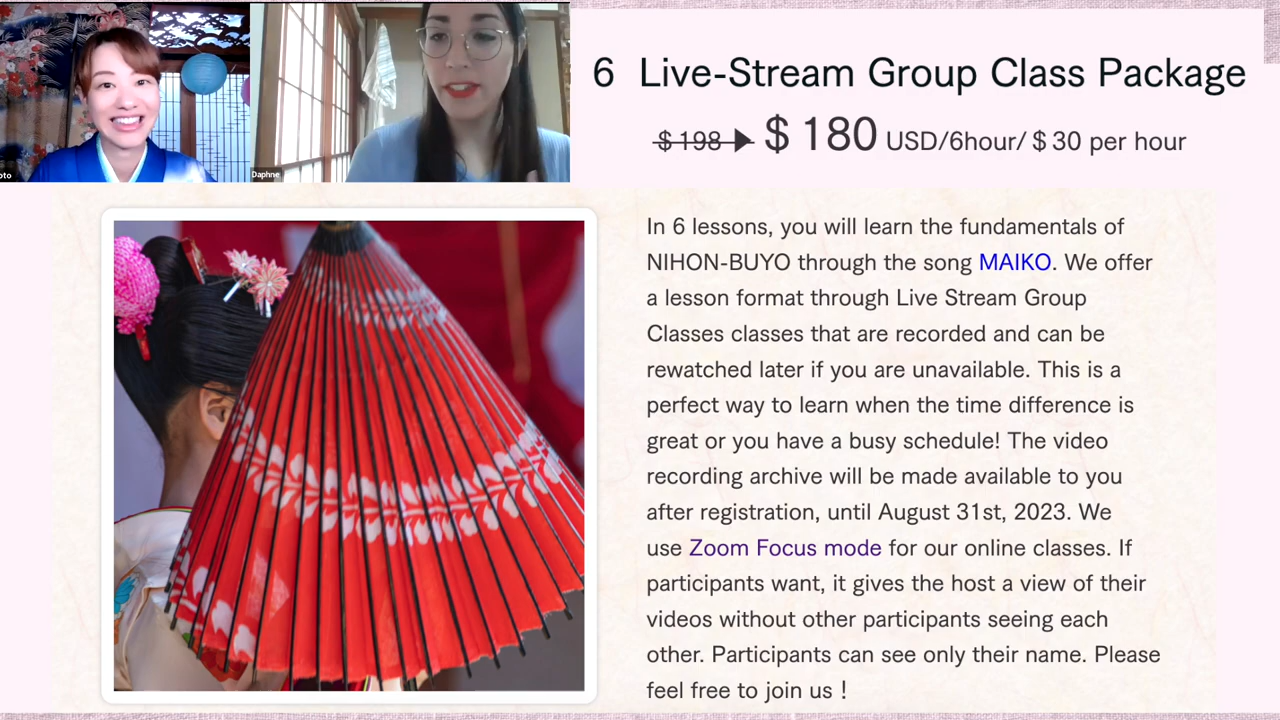 oto
Daphne
6 Live-Stream Group Class Package
$198 ▶ $180 USD/6hour/$30 per hour
In 6 lessons, you will learn the fundamentals of
NIHON-BUYO through the song MAIKO. We offer
a lesson format through Live Stream Group
Classes classes that are recorded and can be
rewatched later if you are unavailable. This is a
perfect way to learn when the time difference is
great or you have a busy schedule! The video
recording archive will be made available to you
after registration, until August 31st, 2023. We
use Zoom Focus mode for our online classes. If
participants want, it gives the host a view of their
videos without other participants seeing each
other. Participants can see only their name. Please
feel free to join us !